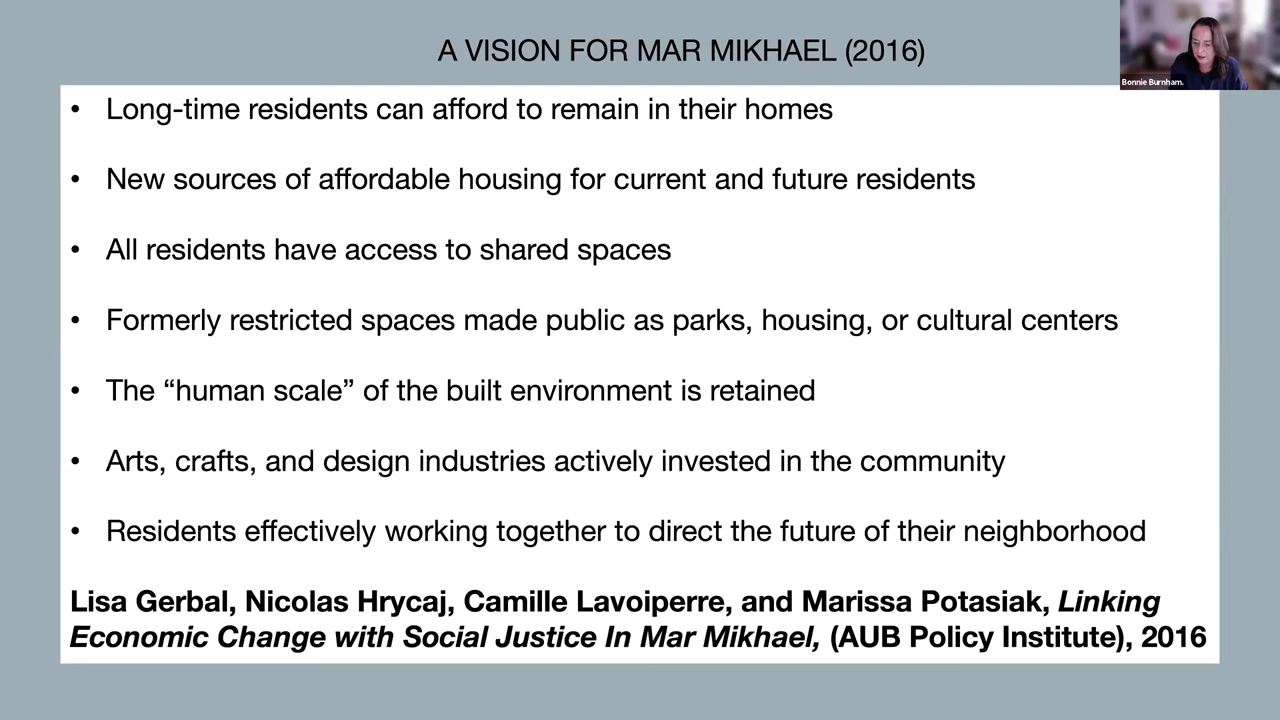 A VISION FOR MAR MIKHAEL (2016)
Bonnie Burnham.
• Long-time residents can afford to remain in their homes
• New sources of affordable housing for current and future residents
• All residents have access to shared spaces
• Formerly restricted spaces made public as parks, housing, or cultural centers
• The “human scale” of the built environment is retained
• Arts, crafts, and design industries actively invested in the community
• Residents effectively working together to direct the future of their neighborhood
Lisa Gerbal, Nicolas Hrycaj, Camille Lavoiperre, and Marissa Potasiak, Linking
Economic Change with Social Justice In Mar Mikhael, (AUB Policy Institute), 2016